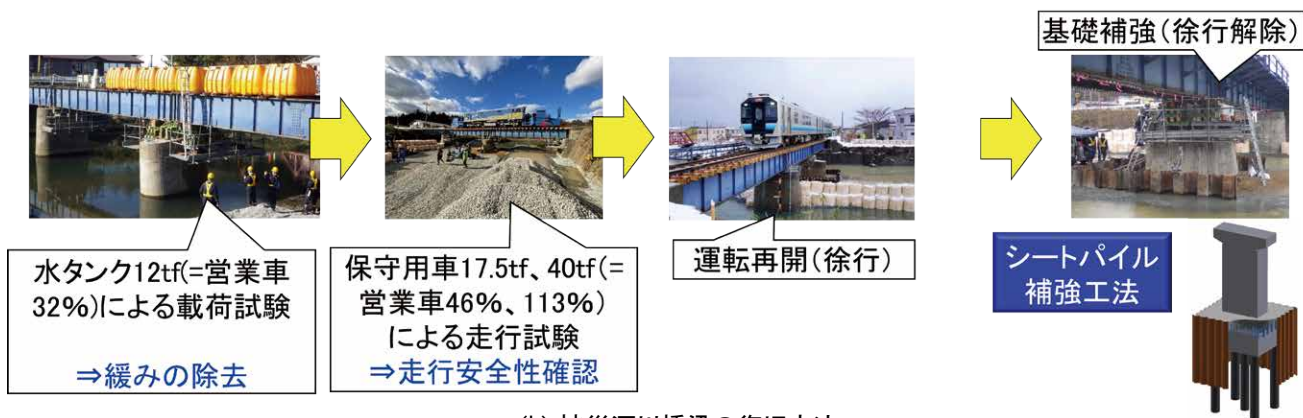 基礎補強(徐行解除)
水タンク12tf(=営業車
32%)による載荷試験
⇒緩みの除去
保守用車17.5tf、40tf(=
営業車46%、113%)
による走行試験
⇒走行安全性確認
運転再開(徐行)
シートパイル
補強工法